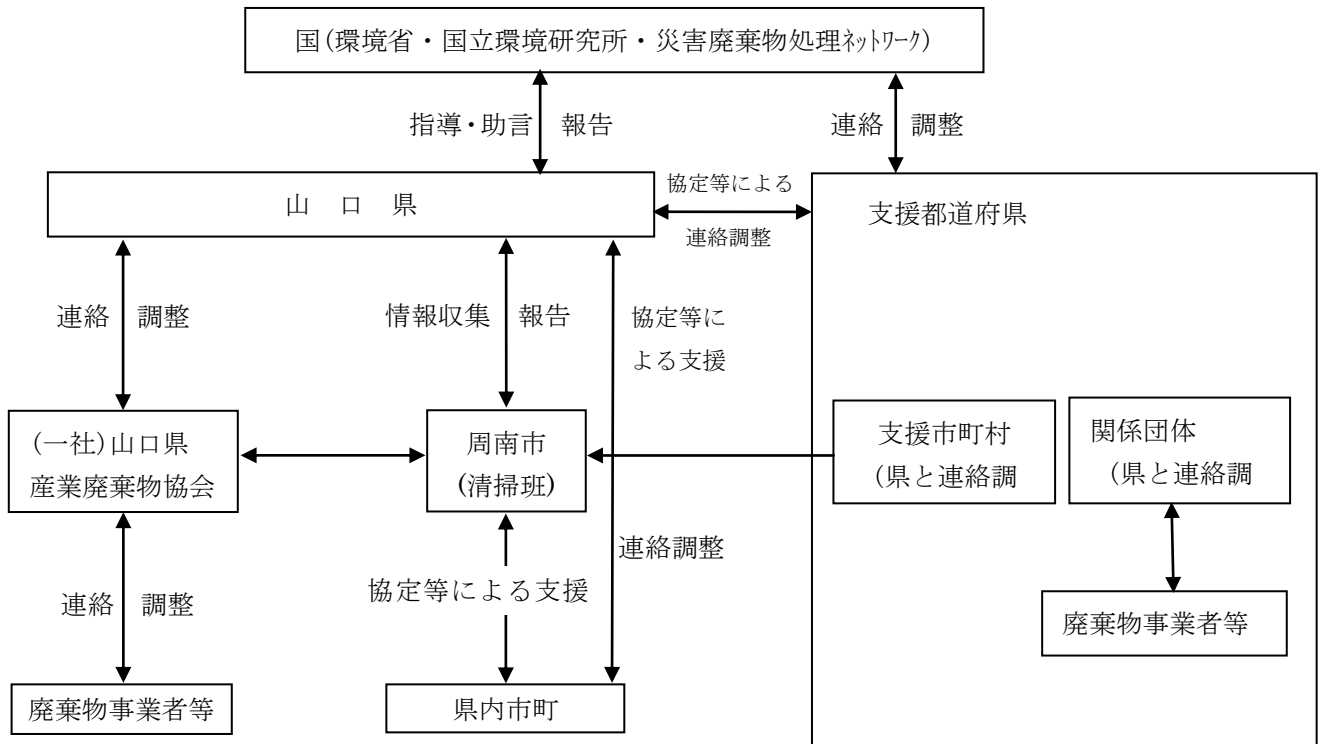 国(環境省・国立環境研究所・災害廃棄物処理ﾈｯﾄﾜｰｸ)
指導・助言 報告
連絡 調整
山 口 県
協定等による
連絡調整
支援都道府県
連絡 調整
情報収集 報告
協定等に
よる支援
(一社)山口県
産業廃棄物協会
周南市
(清掃班)
支援市町村
(県と連絡調
関係団体
(県と連絡調
連絡調整
連絡 調整
協定等による支援
廃棄物事業者等
廃棄物事業者等
県内市町